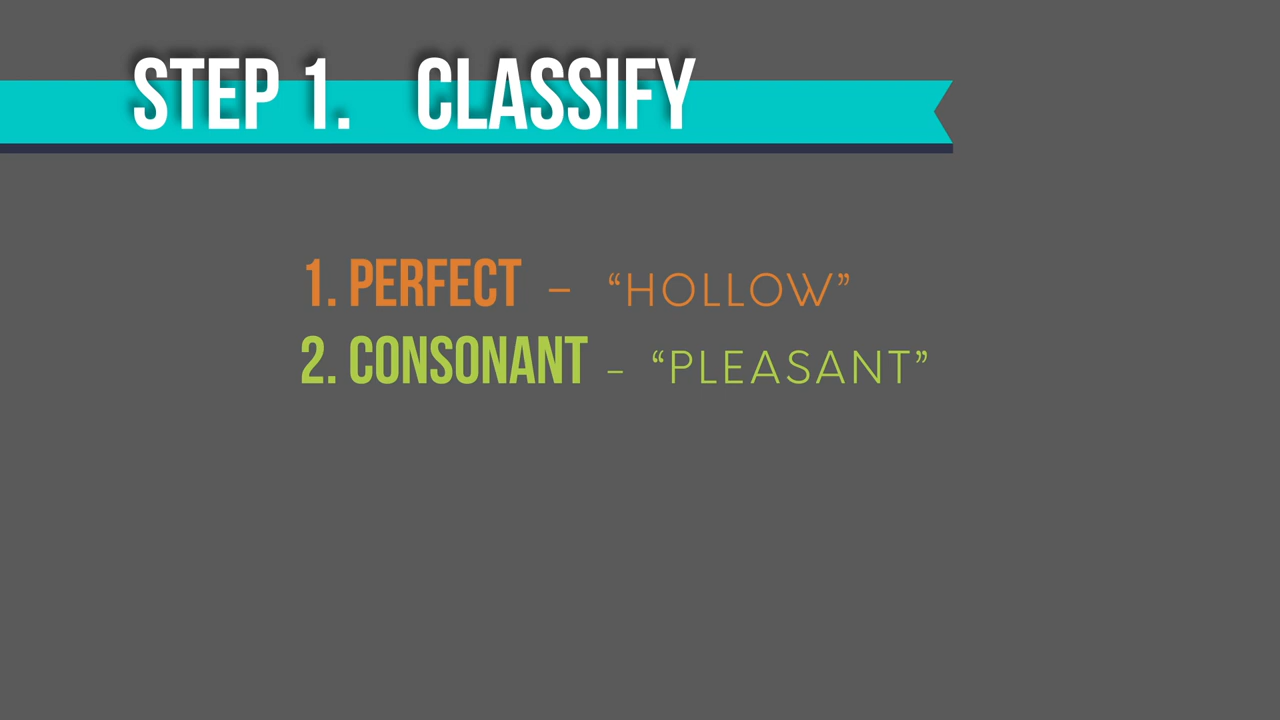 STEP 1. CLASSIFY
1. PERFECT – “HOLLOW”
2. CONSONANT – “PLEASANT”